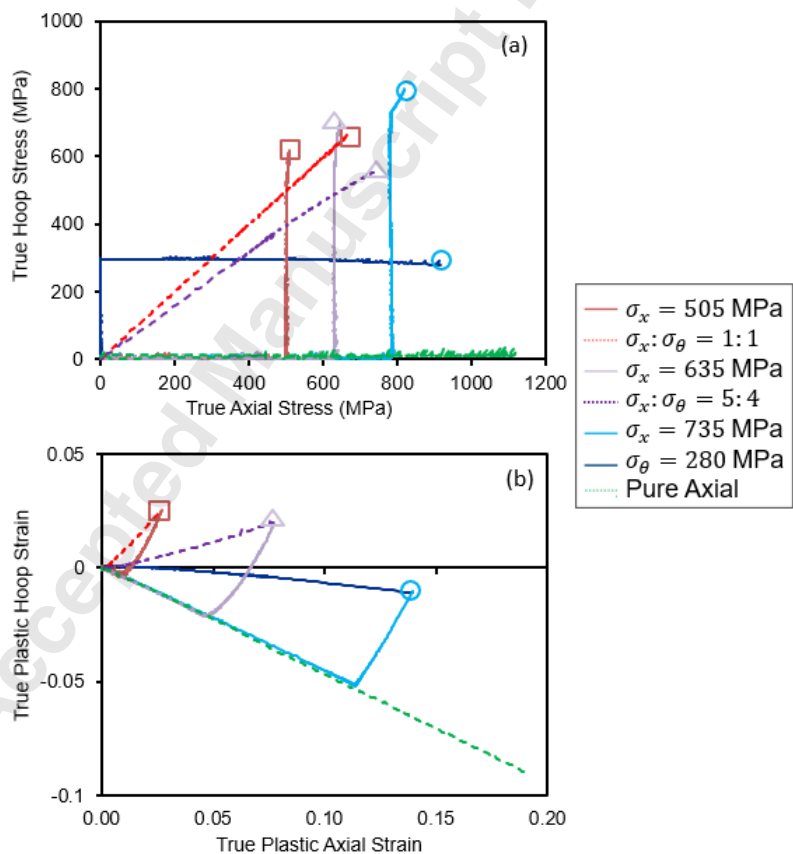 (a)
True Hoop Stress (MPa)
1000
800
600
400
200
0
0 200 400 600 800 1000 1200
True Axial Stress (MPa)
σₓ = 505 MPa
σₓ: σ_θ = 1: 1
σₓ = 635 MPa
σₓ: σ_θ = 5: 4
σₓ = 735 MPa
σ_θ = 280 MPa
Pure Axial
(b)
True Plastic Hoop Strain
0.05
0
-0.05
-0.1
0.00 0.05 0.10 0.15 0.20
True Plastic Axial Strain
Accepted Manuscript